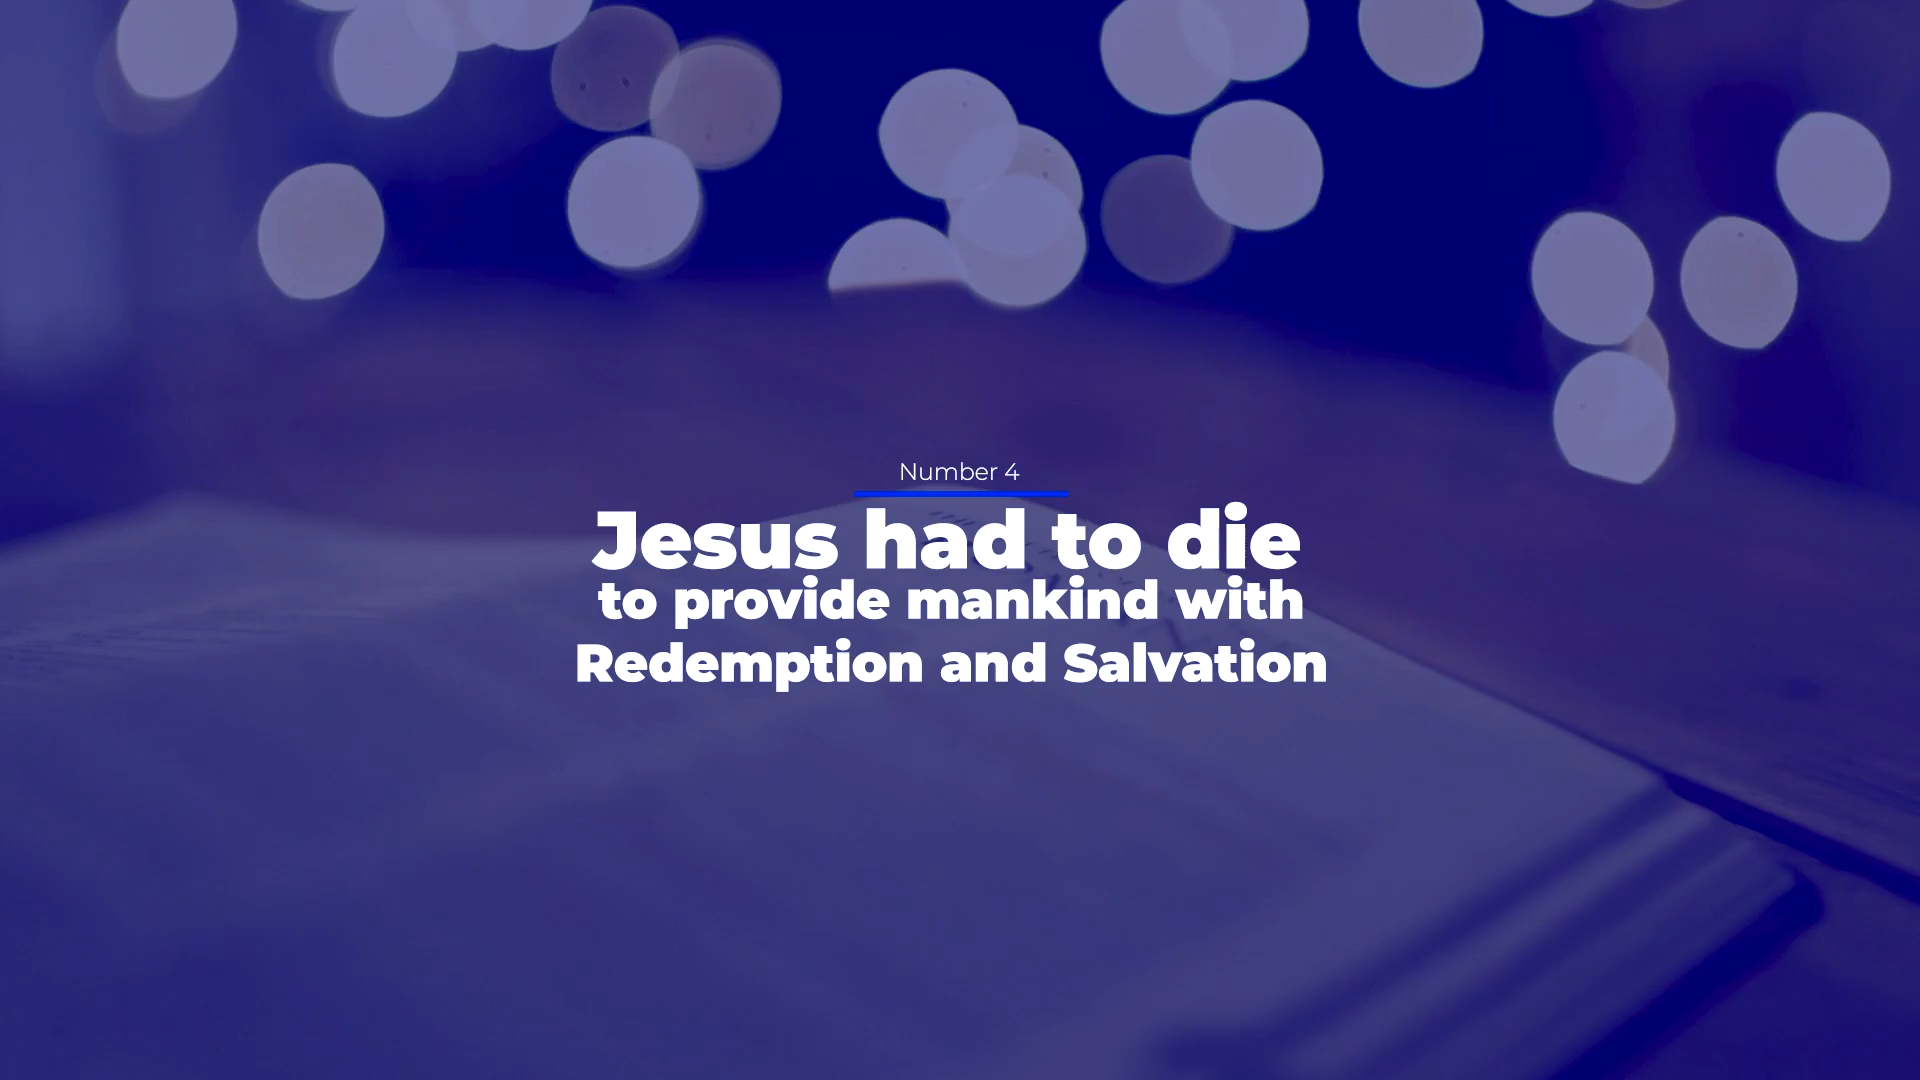 Number 4
Jesus had to die
to provide mankind with
Redemption and Salvation